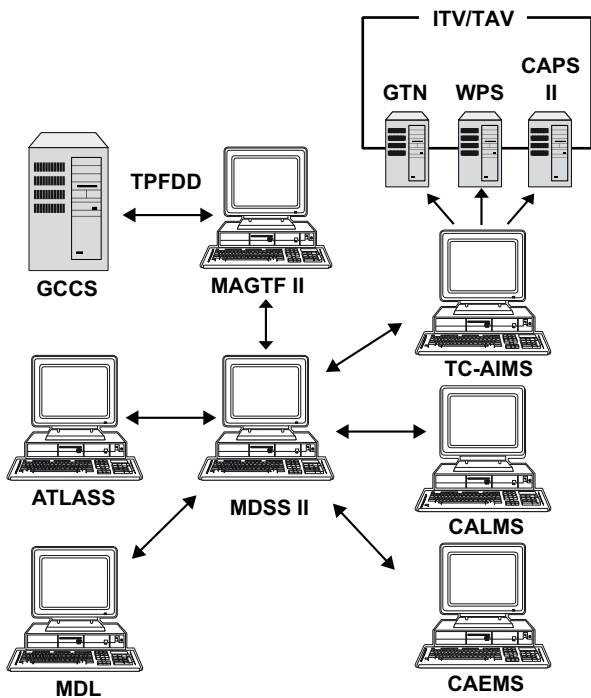 ITV/TAV
GTN
WPS
CAPS
II
TPFDD
GCCS
MAGTF II
TC-AIMS
ATLASS
MDSS II
CALMS
MDL
CAEMS